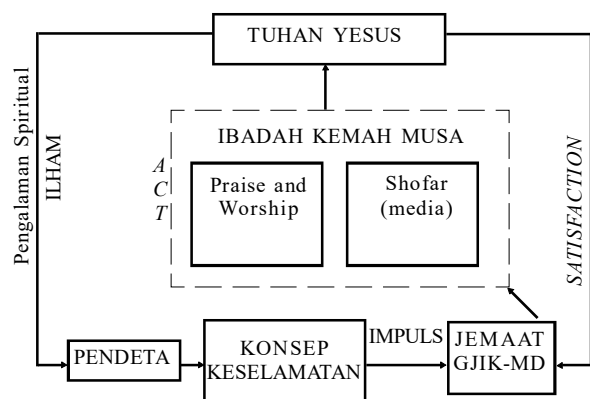 TUHAN YESUS
Pengalaman Spiritual
ILHAM
IBADAH KEMAH MUSA
A
C
T
Praise and
Worship
Shofar
(media)
SATISFACTION
PENDETA
KONSEP
KESELAMATAN
IMPULS
JEMAAT
GJIK-MD